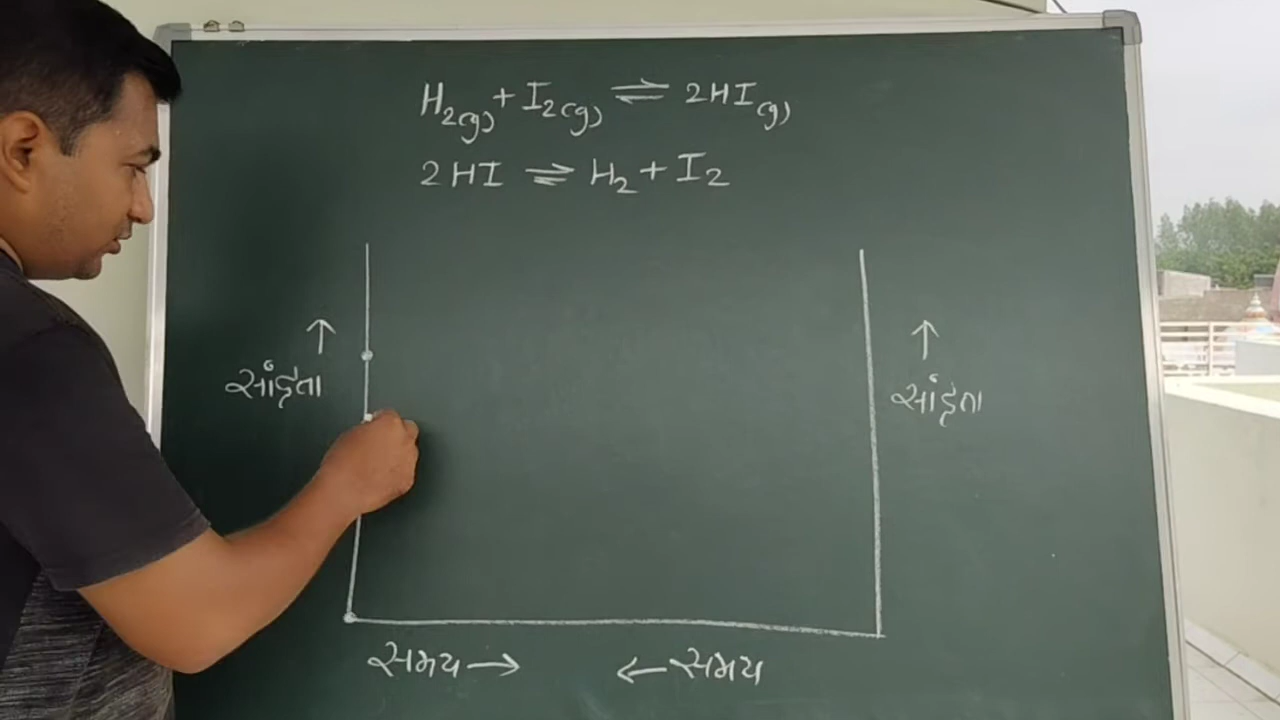 H₂(g) + I₂(g) ⇌ 2HI(g)
2HI ⇌ H₂ + I₂
↑ ↑
સાંદ્રતા સાંદ્રતા
સમય → ← સમય